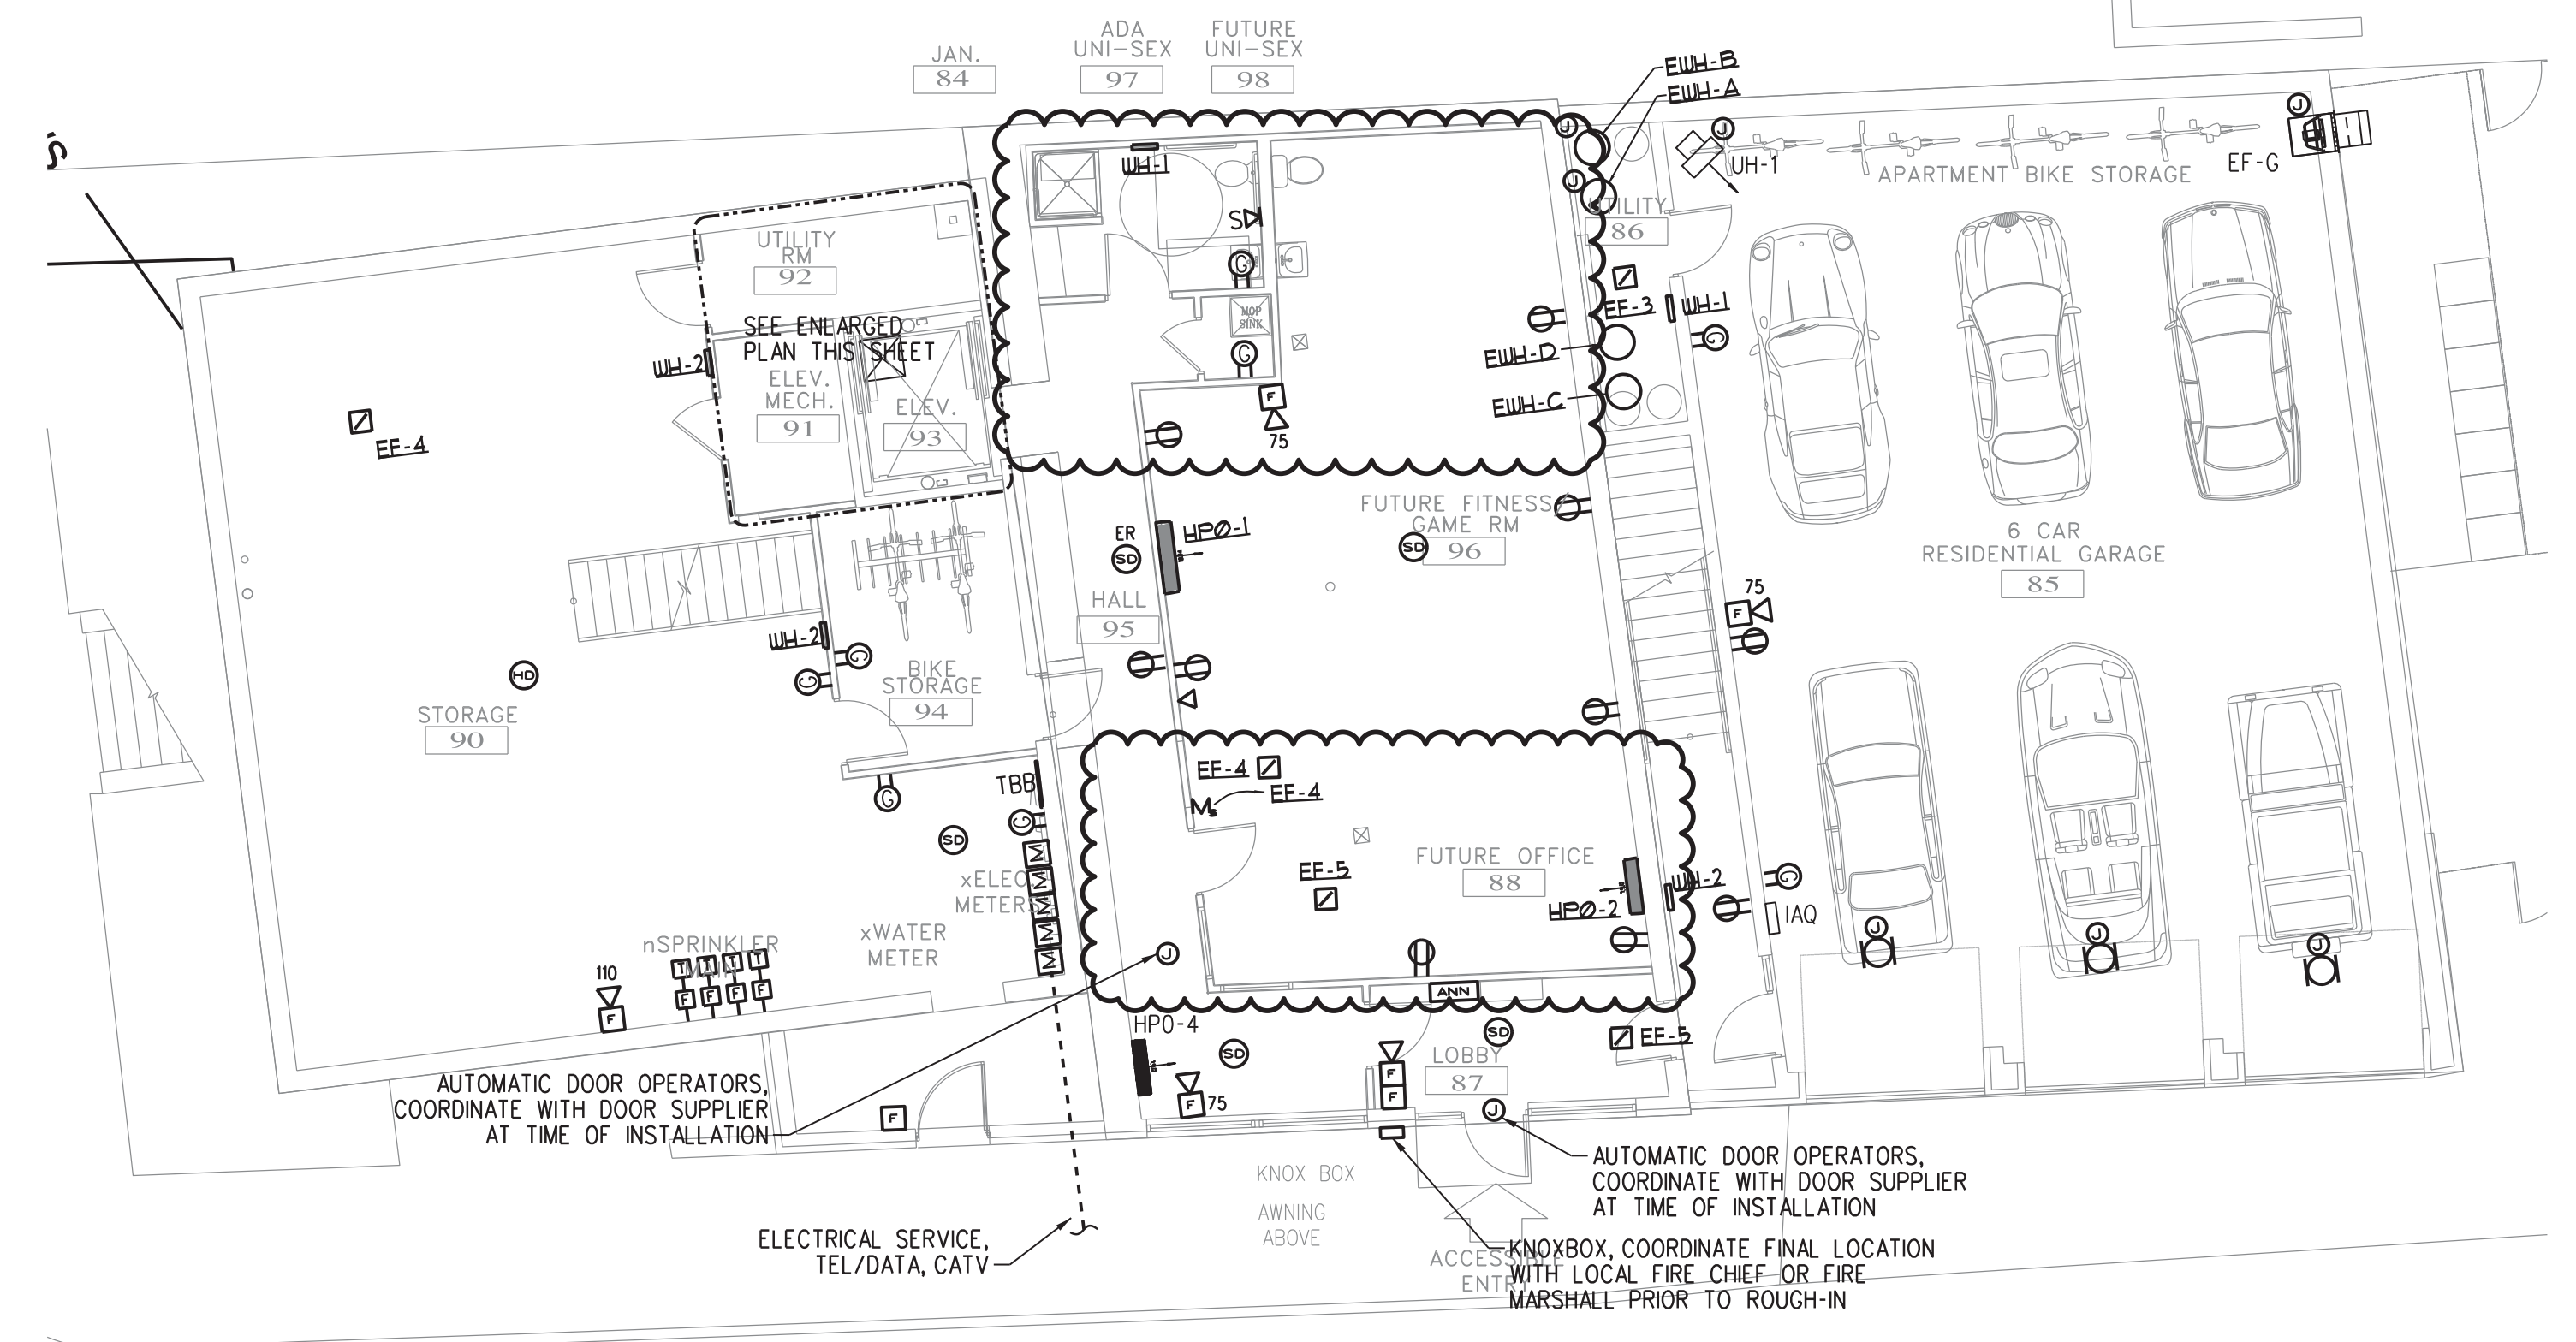 JAN.
84
ADA
UNI-SEX
97
FUTURE
UNI-SEX
98
EWH-B
EWH-A
J
J
J
J
S
WH-1
S
G
MOP
SINK
G
F
75
UTILITY
86
UH-1
APARTMENT BIKE STORAGE
EF-G
EF-3
WH-1
G
EWH-D
EWH-C
UTILITY
RM
92
SEE ENLARGED
PLAN THIS SHEET
WH-2
ELEV.
MECH.
91
ELEV.
93
EF-4
ER
SD
HPO-1
FUTURE FITNESS/
GAME RM
SD
96
6 CAR
RESIDENTIAL GARAGE
85
HALL
95
75
F
WH-2
G
G
BIKE
STORAGE
94
HD
STORAGE
90
G
TBB
G
SD
M
M
M
M
M
xELEC.
METERS
xWATER
METER
nSPRINKLER
MAIN
T T T T
F F F F
110
F
EF-4
Ms
EF-4
EF-5
FUTURE OFFICE
88
HPO-2
WH-2
G
IAQ
J
J
J
J
ANN
HPO-4
SD
SD
EF-5
LOBBY
87
F
75
F
F
J
F
AUTOMATIC DOOR OPERATORS,
COORDINATE WITH DOOR SUPPLIER
AT TIME OF INSTALLATION
AUTOMATIC DOOR OPERATORS,
COORDINATE WITH DOOR SUPPLIER
AT TIME OF INSTALLATION
KNOX BOX
AWNING
ABOVE
ELECTRICAL SERVICE,
TEL/DATA, CATV
ACCESSIBLE
ENTRY
KNOXBOX, COORDINATE FINAL LOCATION
WITH LOCAL FIRE CHIEF OR FIRE
MARSHALL PRIOR TO ROUGH-IN